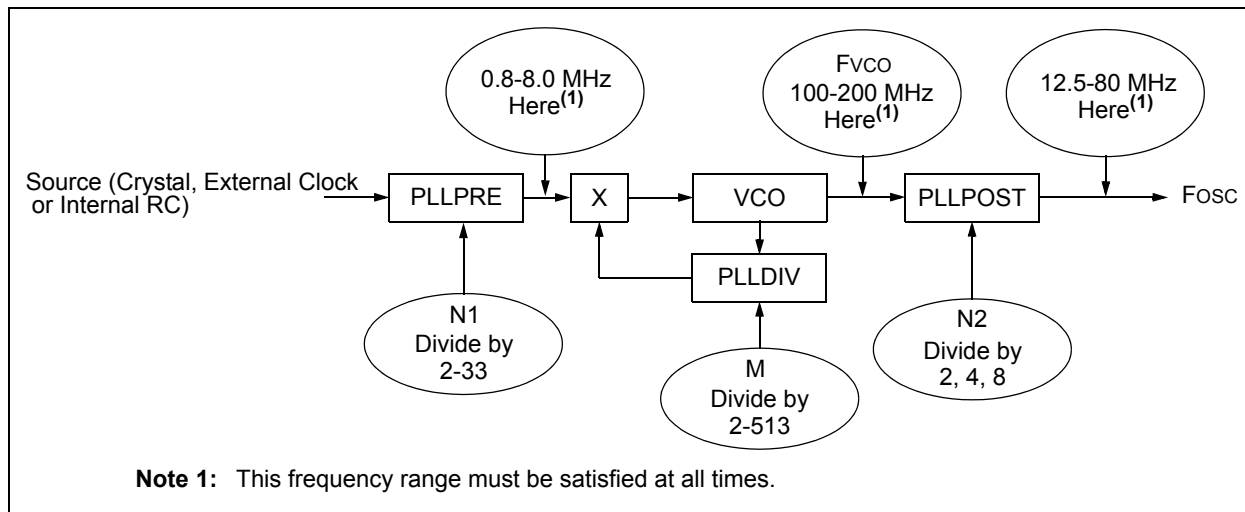 0.8-8.0 MHz
Here(1)
FVCO
100-200 MHz
Here(1)
12.5-80 MHz
Here(1)
Source (Crystal, External Clock
or Internal RC)
PLLPRE
X
VCO
PLLPOST
FOSC
PLLDIV
N1
Divide by
2-33
M
Divide by
2-513
N2
Divide by
2, 4, 8
Note 1: This frequency range must be satisfied at all times.